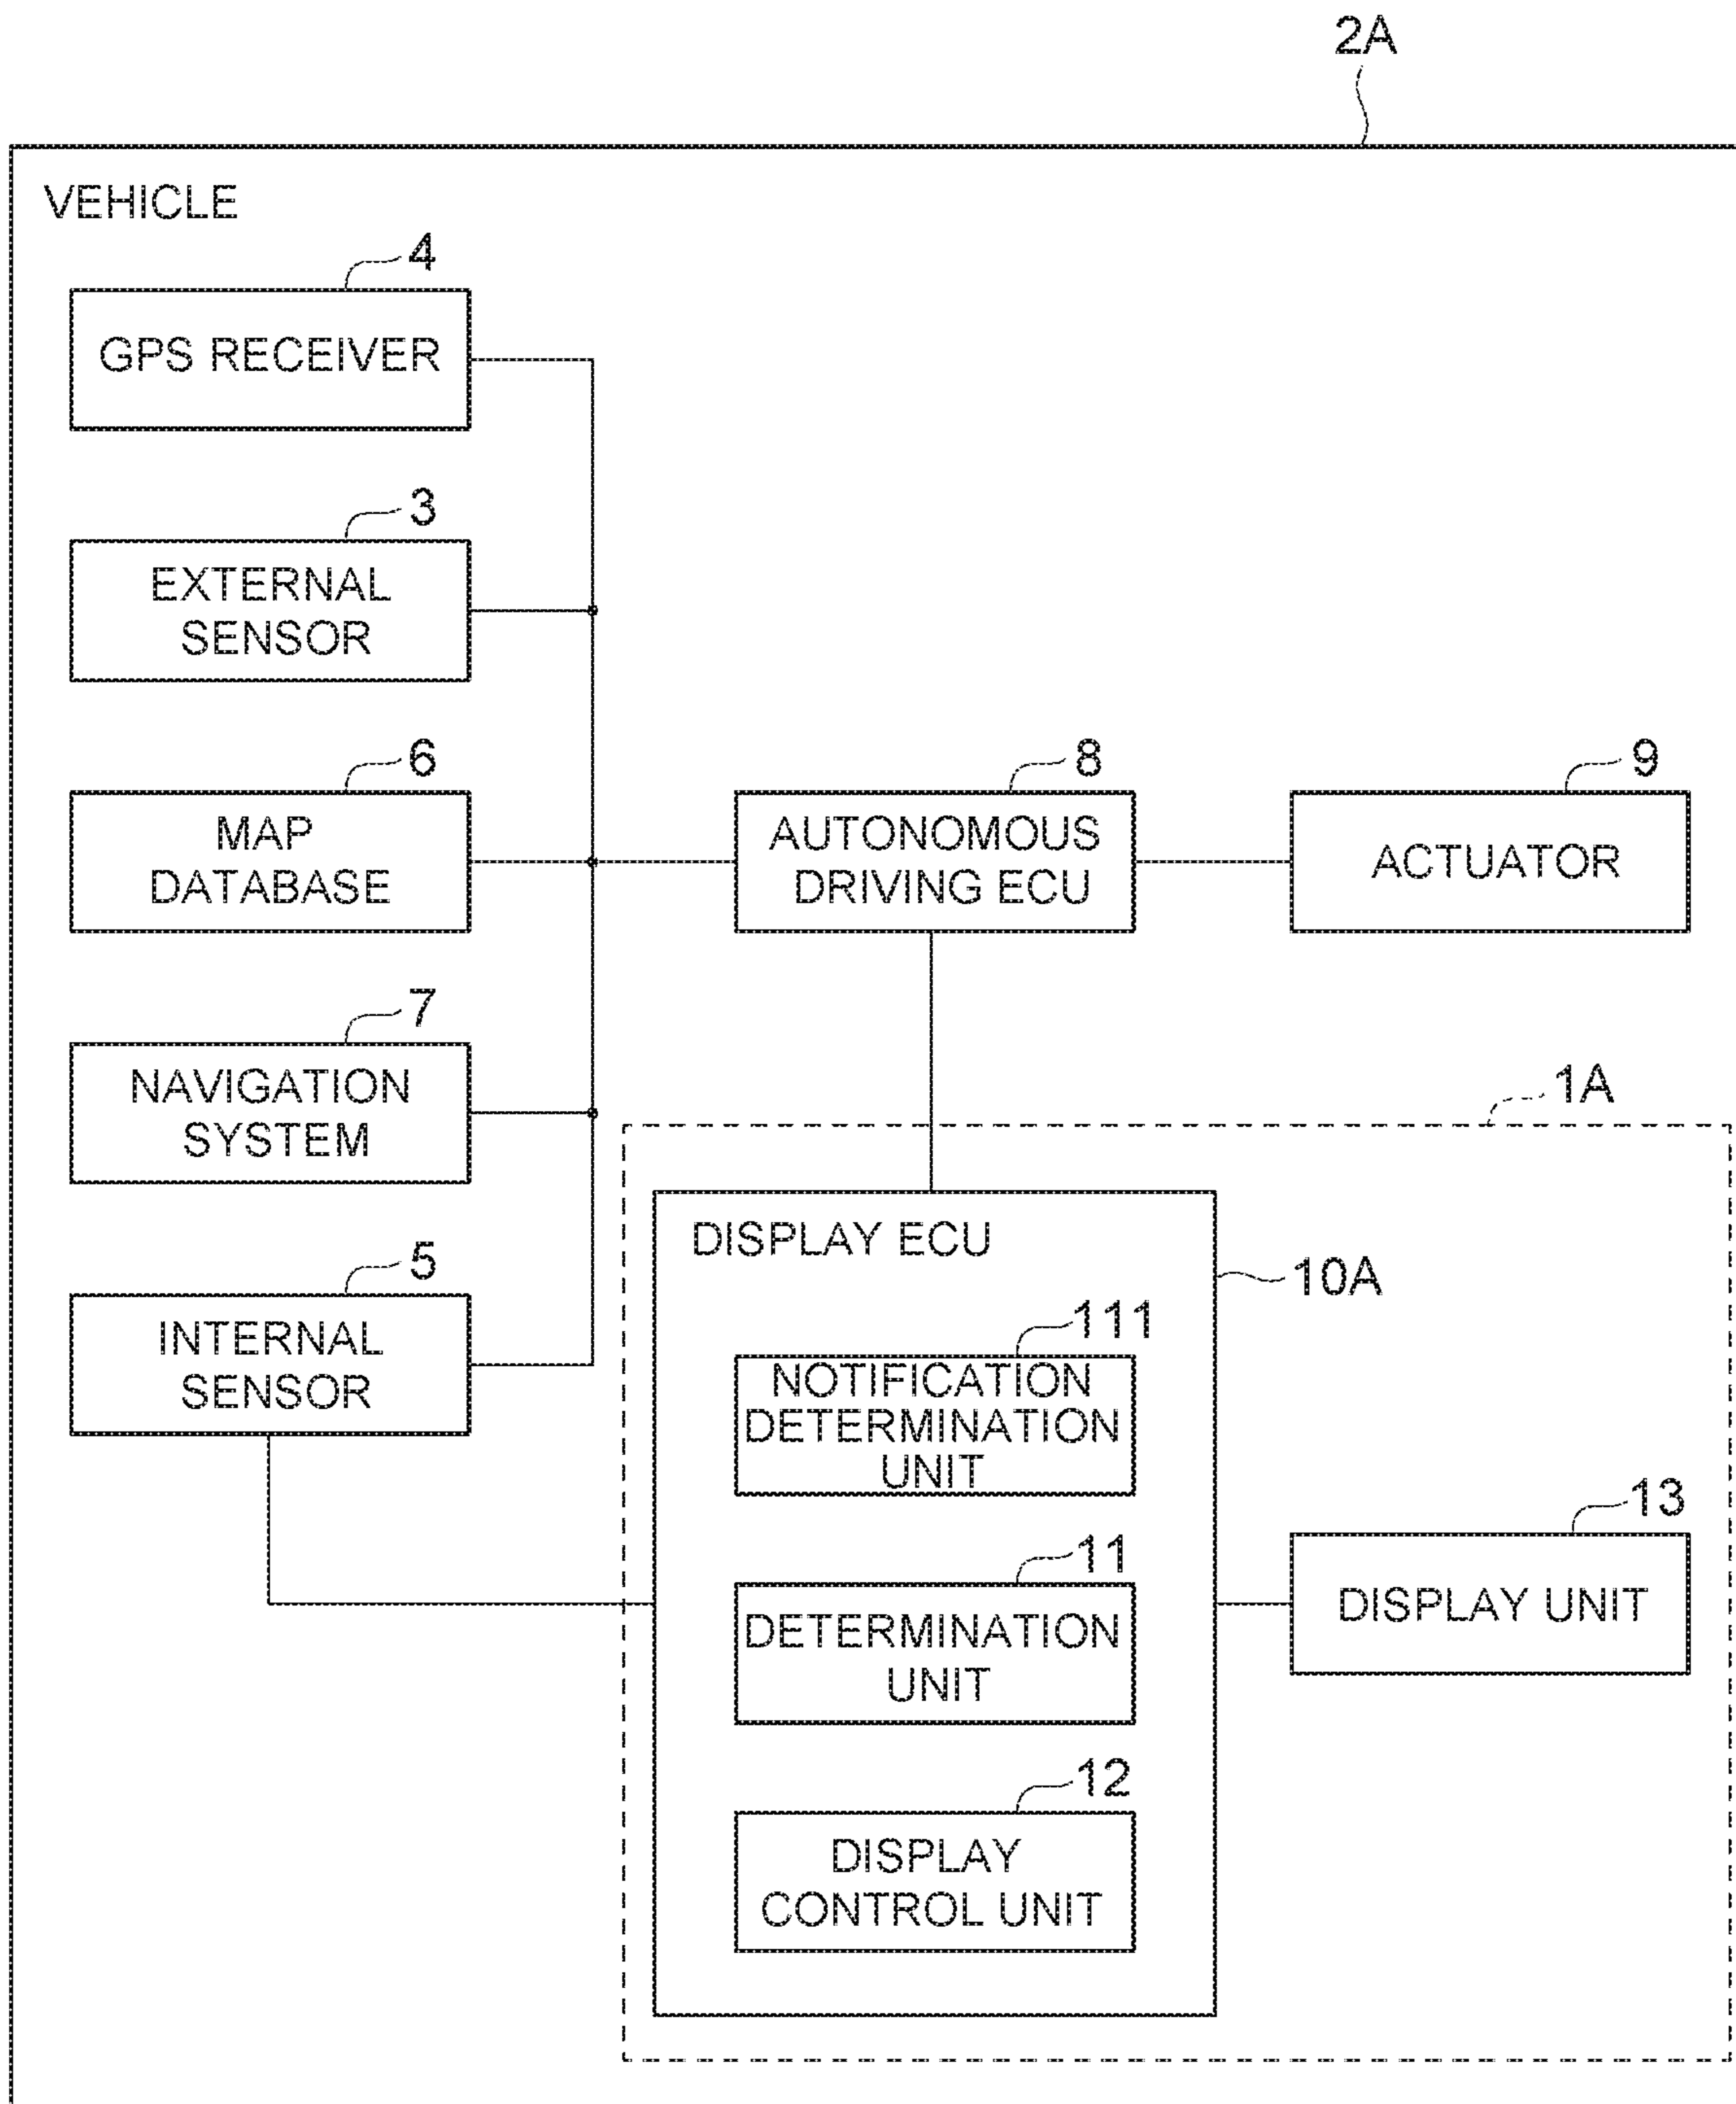 2A
VEHICLE
4
GPS RECEIVER
3
EXTERNAL
SENSOR
6
MAP
DATABASE
8
AUTONOMOUS
DRIVING ECU
9
ACTUATOR
7
NAVIGATION
SYSTEM
1A
5
INTERNAL
SENSOR
DISPLAY ECU
10A
111
NOTIFICATION
DETERMINATION
UNIT
11
DETERMINATION
UNIT
13
DISPLAY UNIT
12
DISPLAY
CONTROL UNIT